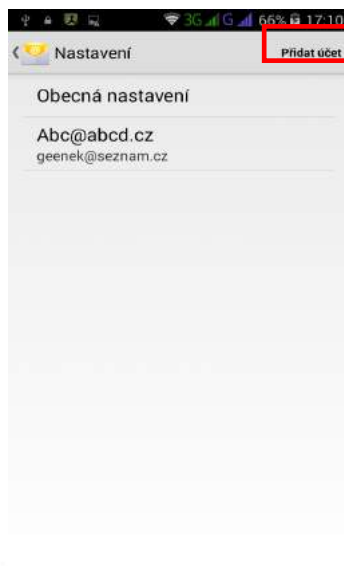 3G G 66% 17:10
Nastavení Přidat účet
Obecná nastavení
Abc@abcd.cz
geenek@seznam.cz